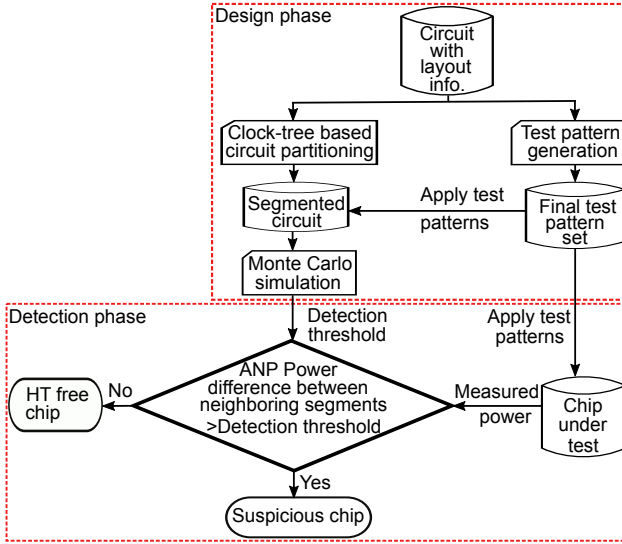 Design phase
Circuit
with
layout
info.
Clock-tree based
circuit partitioning
Test pattern
generation
Segmented
circuit
Apply test
patterns
Final test
pattern
set
Monte Carlo
simulation
Detection phase
Detection
threshold
Apply test
patterns
ANP Power
difference between
neighboring segments
>Detection threshold
No
HT free
chip
Measured
power
Chip
under
test
Yes
Suspicious chip